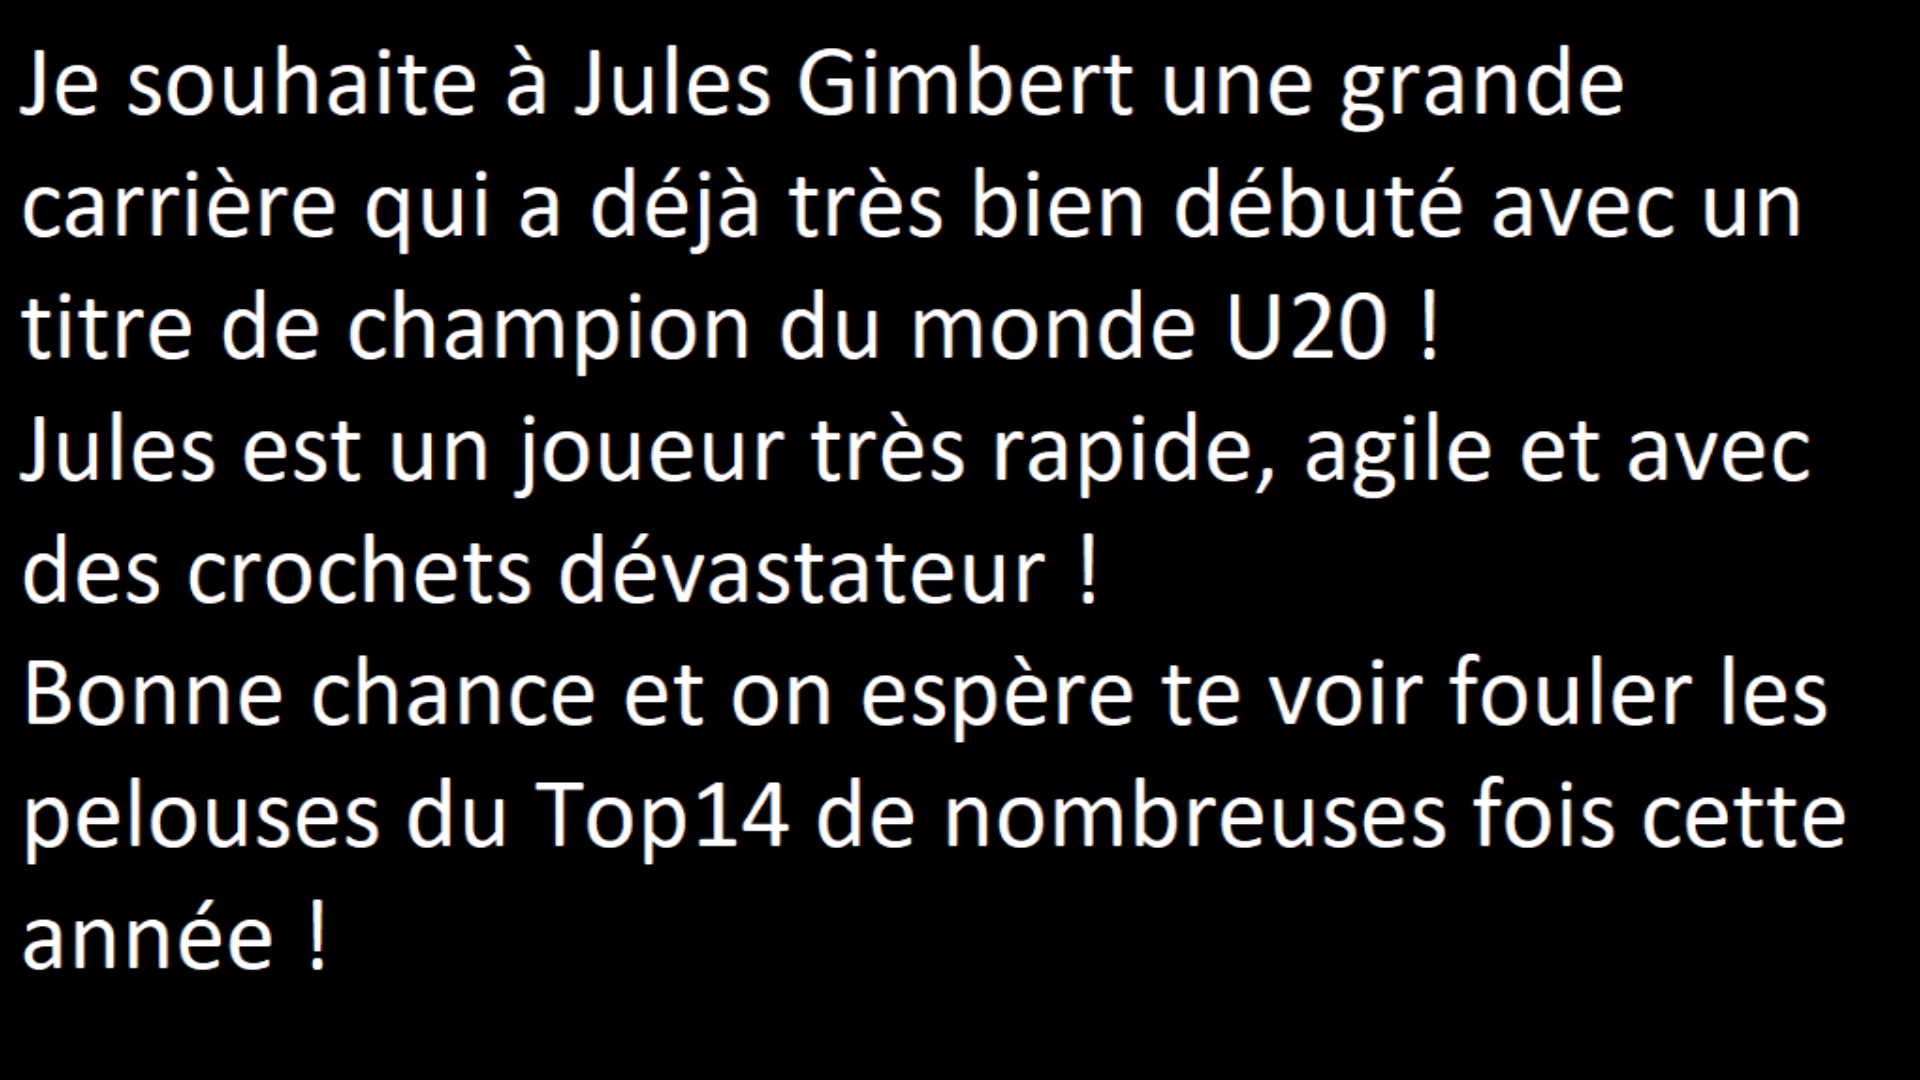 Je souhaite à Jules Gimbert une grande
carrière qui a déjà très bien débuté avec un
titre de champion du monde U20 !
Jules est un joueur très rapide, agile et avec
des crochets dévastateur !
Bonne chance et on espère te voir fouler les
pelouses du Top14 de nombreuses fois cette
année !